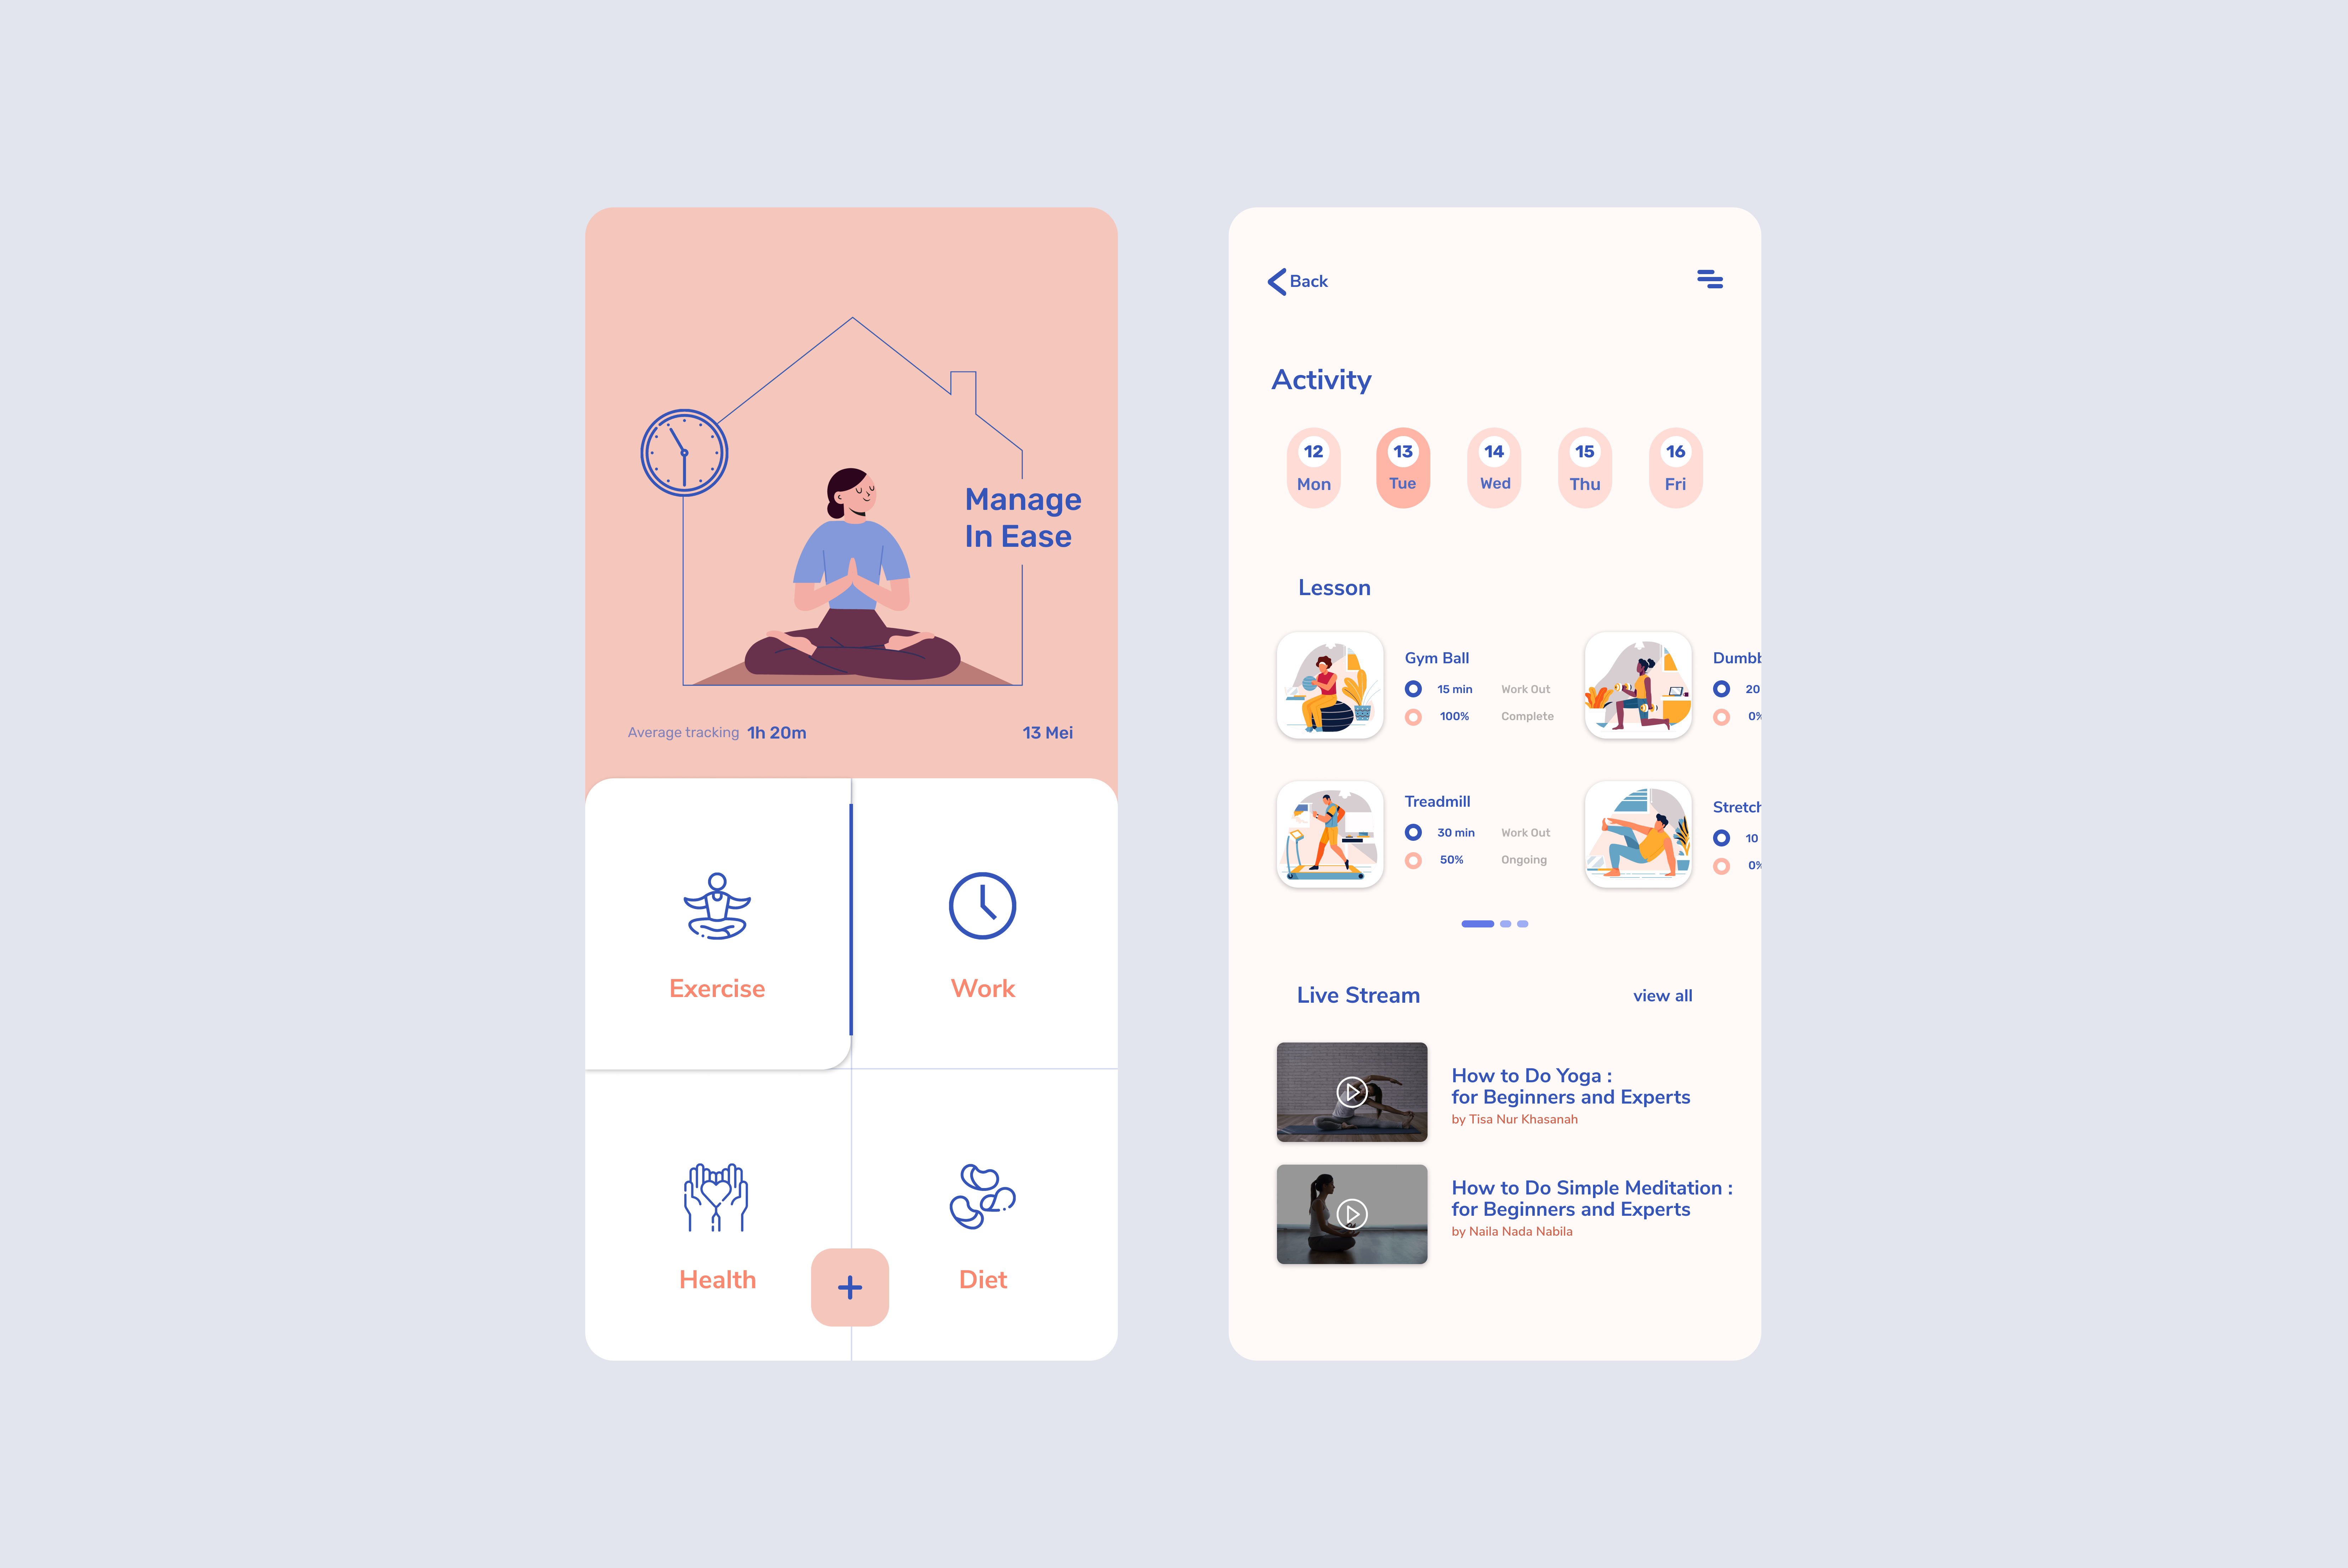 Manage
In Ease
Average tracking 1h 20m
13 Mei
Exercise
Work
Health
Diet
Back
Activity
12 13 14 15 16
Mon Tue Wed Thu Fri
Lesson
Gym Ball
15 min Work Out
100% Complete
Dumbb
20
0%
Treadmill
30 min Work Out
50% Ongoing
Stretch
10
0%
Live Stream
view all
How to Do Yoga :
for Beginners and Experts
by Tisa Nur Khasanah
How to Do Simple Meditation :
for Beginners and Experts
by Naila Nada Nabila